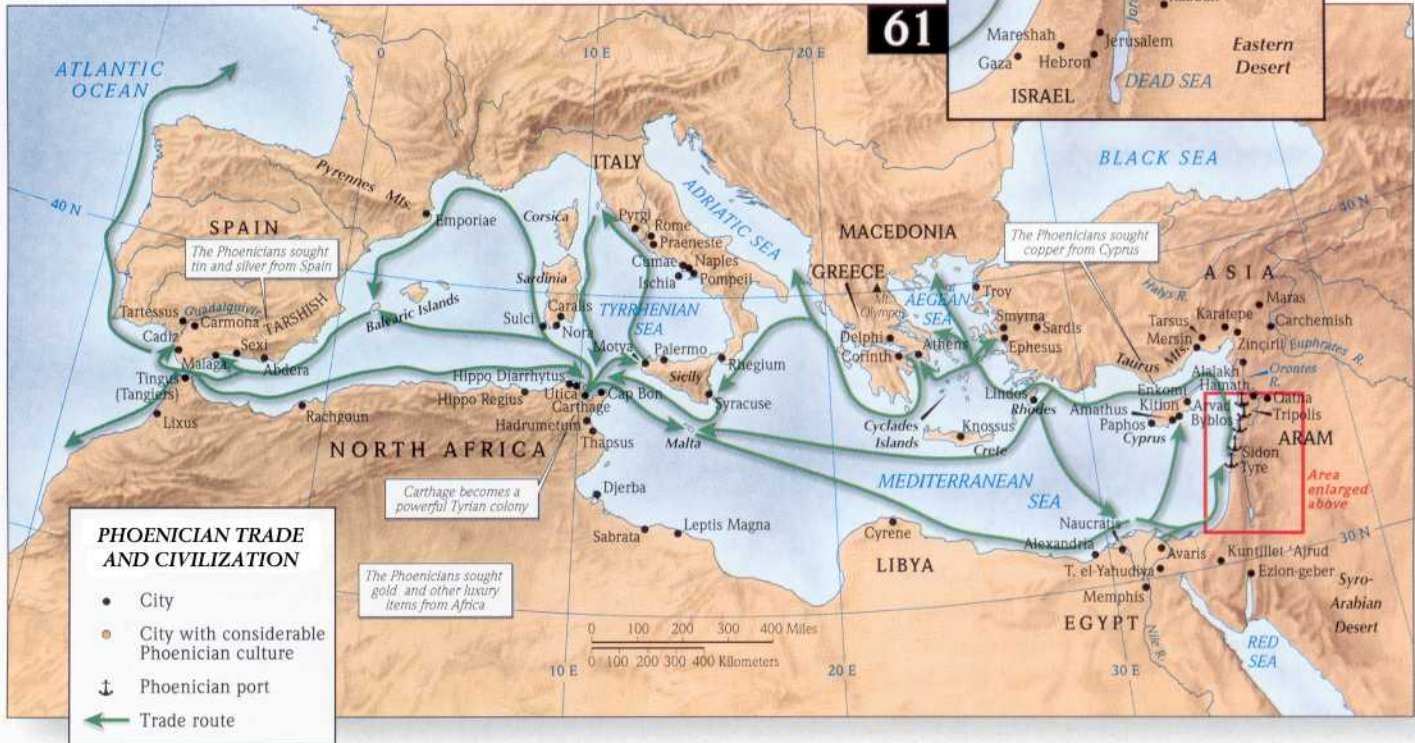 61
Mareshah
Jerusalem
Gaza
Hebron
Eastern
Desert
DEAD SEA
ISRAEL
ATLANTIC
OCEAN
0
10 E
20 E
BLACK SEA
40 N
40 N
Pyrennes Mts.
ITALY
ADRIATIC SEA
Emporiae
Corsica
Pyrgi
Rome
Praeneste
SPAIN
The Phoenicians sought
tin and silver from Spain
MACEDONIA
The Phoenicians sought
copper from Cyprus
Cumae
Naples
Ischia
Pompeii
Sardinia
GREECE
Mt.
Olympos
AEGEAN
SEA
Troy
ASIA
Halys R.
Maras
Tartessus
Guadalquivir
TARSHISH
Carmona
Cadiz
Sexi
Malaga
Abdera
Balearic Islands
Caralis
Sulci
Nora
TYRRHENIAN
SEA
Motya
Palermo
Rhegium
Sicily
Syracuse
Delphi
Corinth
Athens
Smyrna
Sardis
Ephesus
Tarsus
Karatepe
Carchemish
Mersin
Zinçirli
Euphrates R.
Taurus Mts.
Alalakh
Orontes
R.
Hamath
Tingus
(Tangiers)
Lixus
Rachgoun
Hippo Diarrhytus
Hippo Regius
Utica
Cap Bon
Carthage
Hadrumetum
Thapsus
Malta
Lindos
Rhodes
Enkomi
Amathus
Kition
Arvad
Qatna
Paphos
Byblos
Tripolis
Cyprus
ARAM
Sidon
Tyre
Cyclades
Islands
Knossus
Crete
NORTH AFRICA
Carthage becomes a
powerful Tyrian colony
Djerba
Sabrata
Leptis Magna
MEDITERRANEAN
SEA
Area
enlarged
above
Cyrene
Naucratis
Alexandria
30 N
LIBYA
Avaris
Kuntillet 'Ajrud
T. el-Yahudiya
Ezion-geber
Memphis
Syro-
Arabian
Desert
EGYPT
Nile R.
RED
SEA
The Phoenicians sought
gold and other luxury
items from Africa
0 100 200 300 400 Miles
0 100 200 300 400 Kilometers
10 E
20 E
30 E
PHOENICIAN TRADE
AND CIVILIZATION
City
City with considerable
Phoenician culture
Phoenician port
Trade route